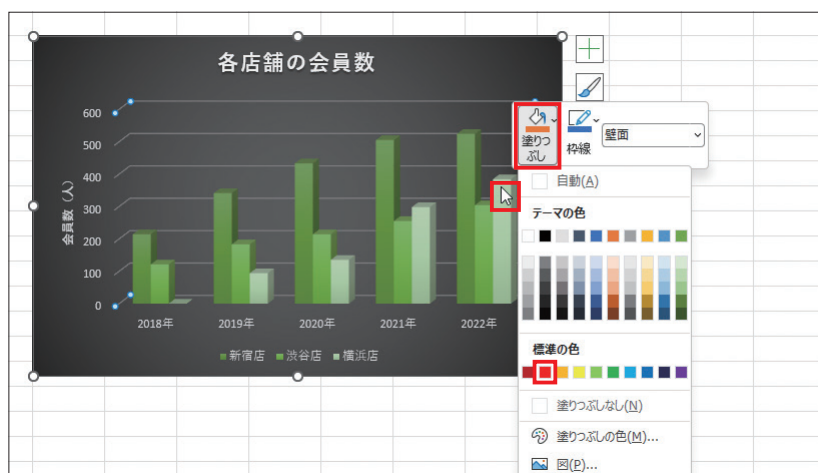 各店舗の会員数
600
500
400
300
200
100
0
会員数（人）
2018年
2019年
2020年
2021年
2022年
新宿店 渋谷店 横浜店
塗りつ
ぶし
枠線
壁面
自動(A)
テーマの色
標準の色
塗りつぶしなし(N)
塗りつぶしの色(M)...
図(P)...